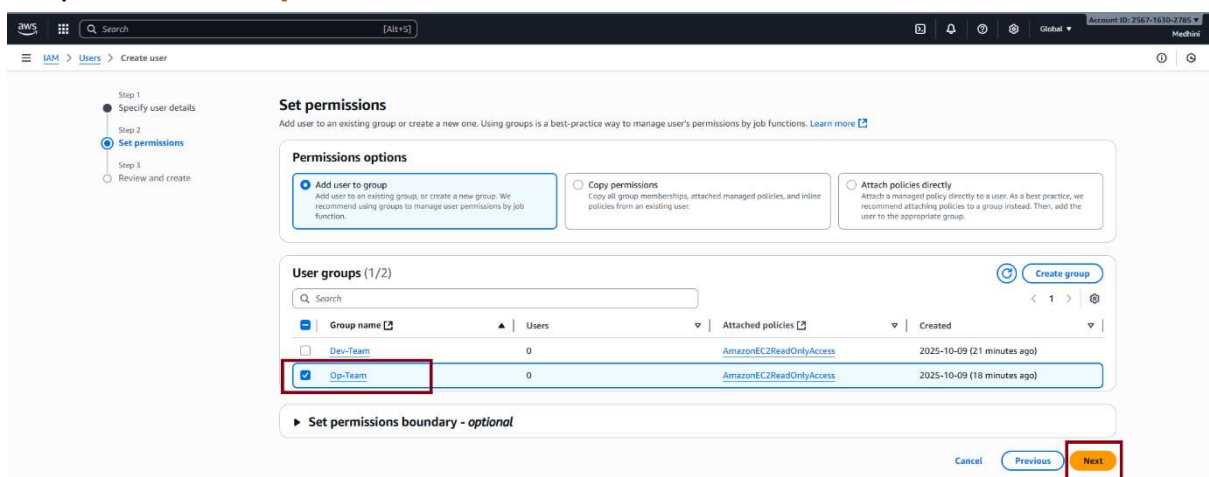 aws
Search [Alt+S]
Global
Account ID: 2567-1630-2785
Medhini
IAM > Users > Create user
Step 1
Specify user details
Step 2
Set permissions
Step 3
Review and create
Set permissions
Add user to an existing group or create a new one. Using groups is a best-practice way to manage user's permissions by job functions. Learn more
Permissions options
Add user to group
Add user to an existing group, or create a new group. We
recommend using groups to manage user permissions by job
function.
Copy permissions
Copy all group memberships, attached managed policies, and inline
policies from an existing user.
Attach policies directly
Attach a managed policy directly to a user. As a best practice, we
recommend attaching policies to a group instead. Then, add the
user to the appropriate group.
User groups (1/2)
Create group
Search
1
Group name Users Attached policies Created
Dev-Team 0 AmazonEC2ReadOnlyAccess 2025-10-09 (21 minutes ago)
Op-Team 0 AmazonEC2ReadOnlyAccess 2025-10-09 (18 minutes ago)
Set permissions boundary - optional
Cancel Previous Next